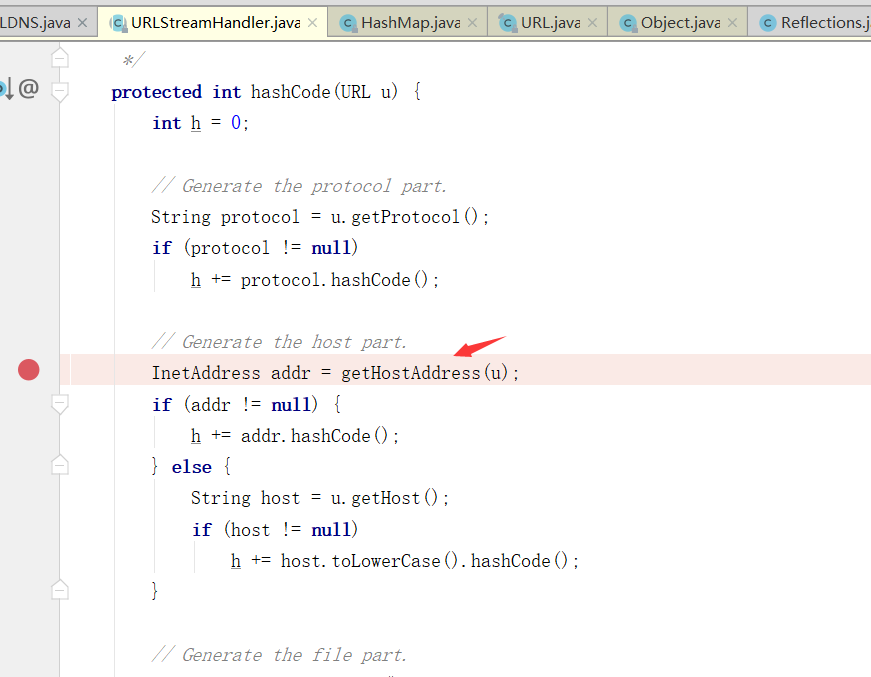 LDNS.java × URLStreamHandler.java × HashMap.java × URL.java × Object.java × Reflections.j
*/
@ protected int hashCode(URL u) {
int h = 0;
// Generate the protocol part.
String protocol = u.getProtocol();
if (protocol != null)
h += protocol.hashCode();
// Generate the host part.
InetAddress addr = getHostAddress(u);
if (addr != null) {
h += addr.hashCode();
} else {
String host = u.getHost();
if (host != null)
h += host.toLowerCase().hashCode();
}
// Generate the file part.